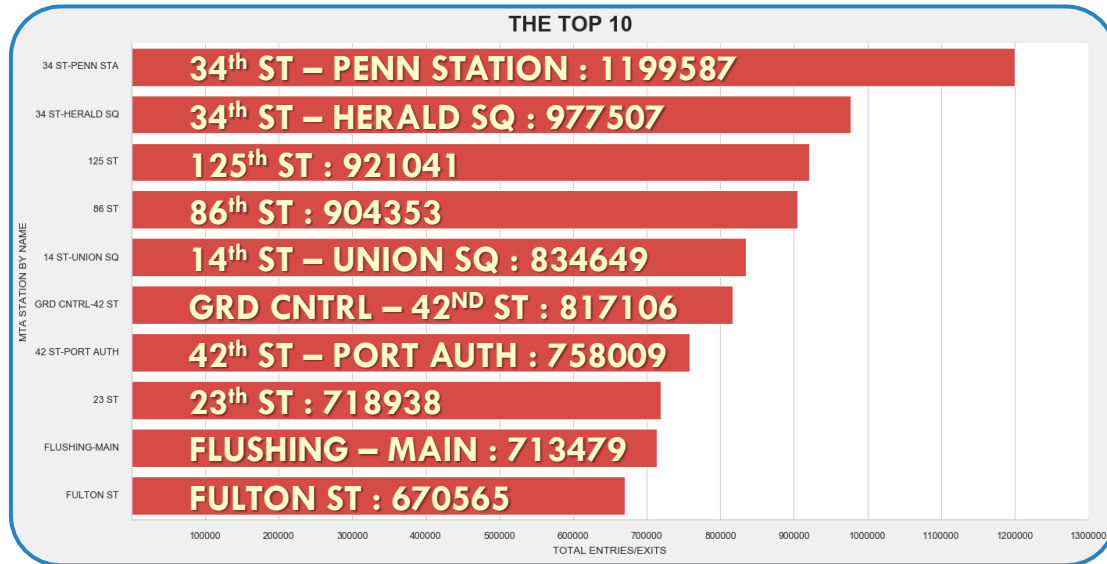 THE TOP 10
MTA STATION BY NAME
34 ST-PENN STA
34th ST – PENN STATION : 1199587
34 ST-HERALD SQ
34th ST – HERALD SQ : 977507
125 ST
125th ST : 921041
86 ST
86th ST : 904353
14 ST-UNION SQ
14th ST – UNION SQ : 834649
GRD CNTRL-42 ST
GRD CNTRL – 42ND ST : 817106
42 ST-PORT AUTH
42th ST – PORT AUTH : 758009
23 ST
23th ST : 718938
FLUSHING-MAIN
FLUSHING – MAIN : 713479
FULTON ST
FULTON ST : 670565
100000 200000 300000 400000 500000 600000 700000 800000 900000 1000000 1100000 1200000 1300000
TOTAL ENTRIES/EXITS